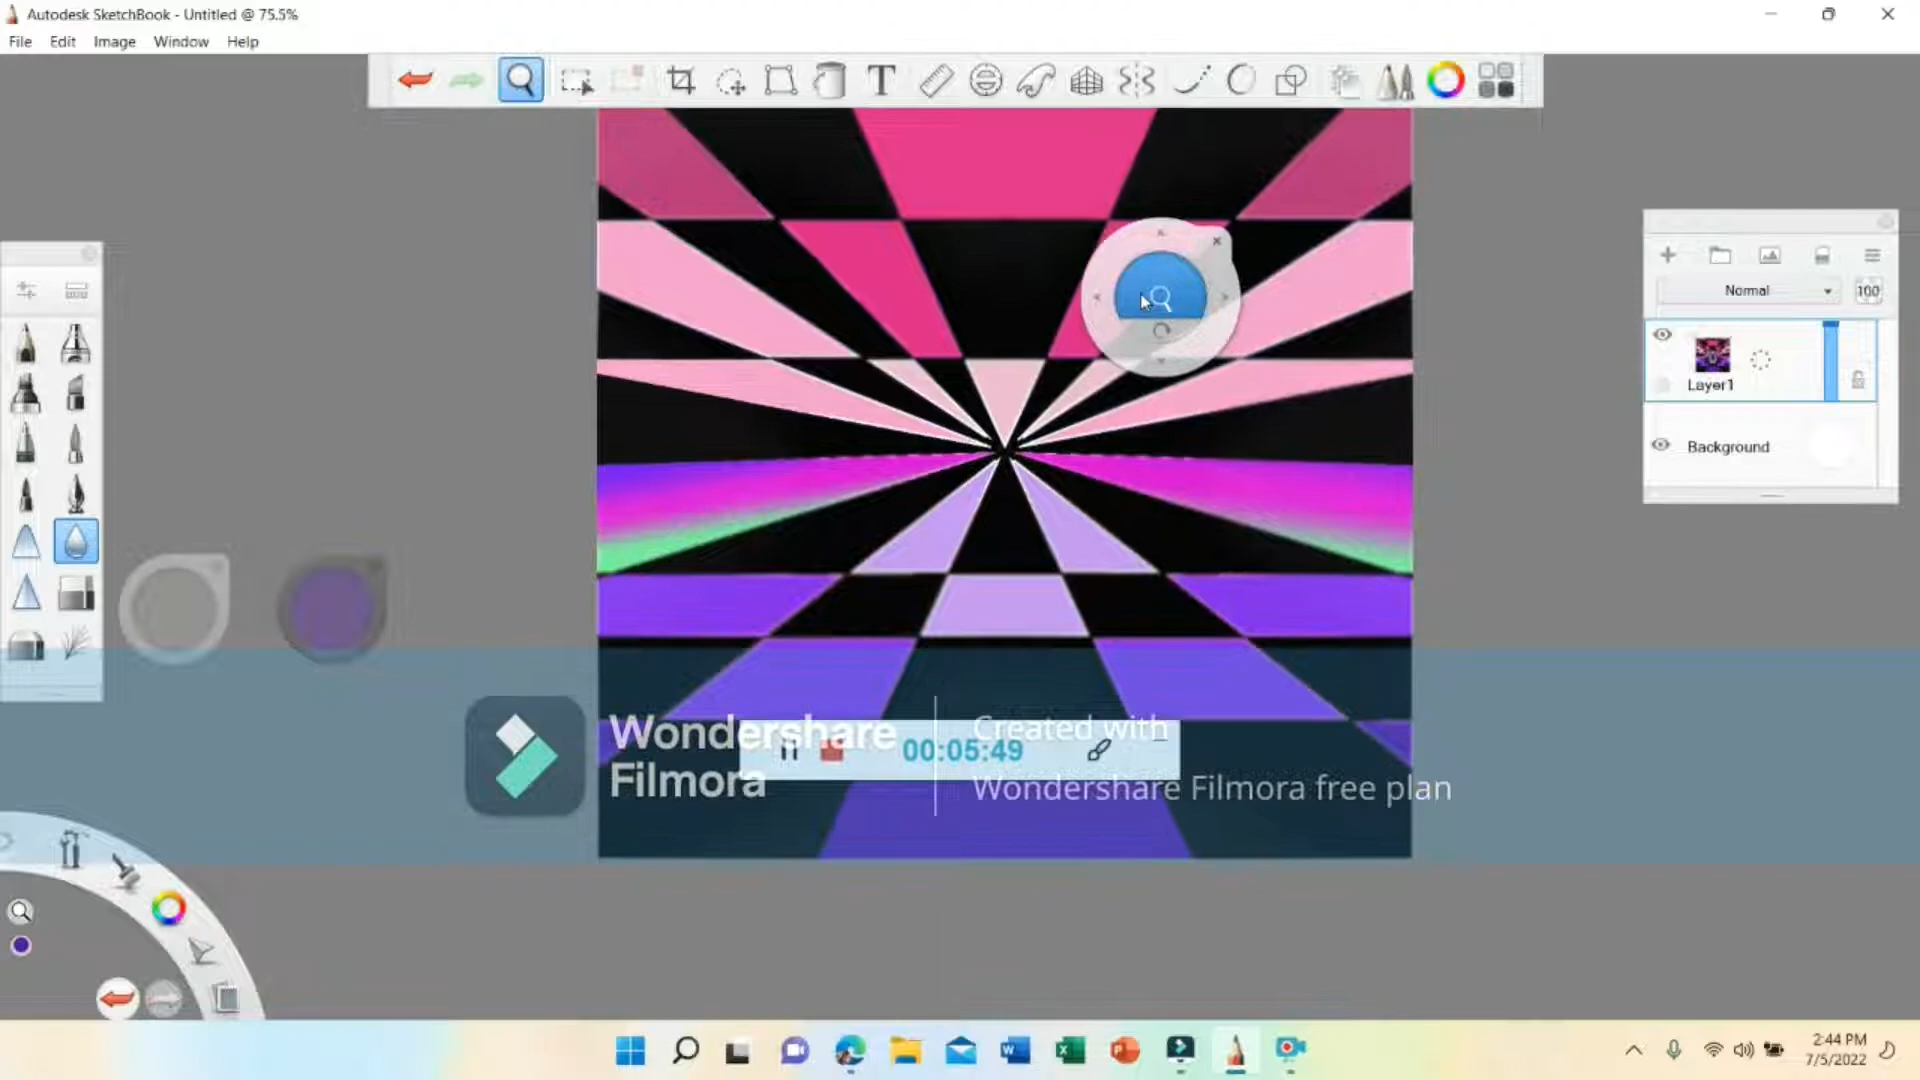 Autodesk SketchBook - Untitled @ 75.5%
File Edit Image Window Help
T
Normal 100
Layer1
Background
Wondershare
Filmora
00:05:49
Created with
Wondershare Filmora free plan
2:44 PM
7/5/2022